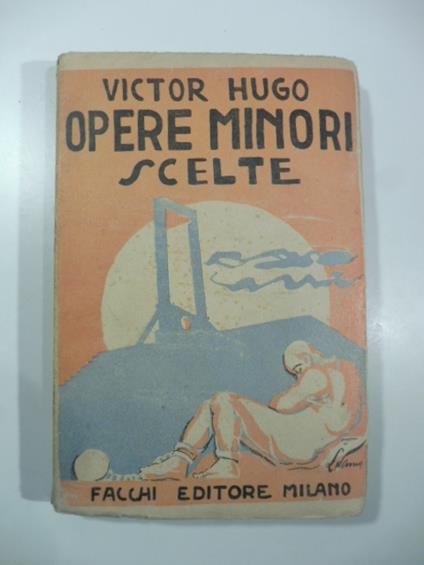 VICTOR HUGO
OPERE MINORI
SCELTE
FACCHI EDITORE MILANO